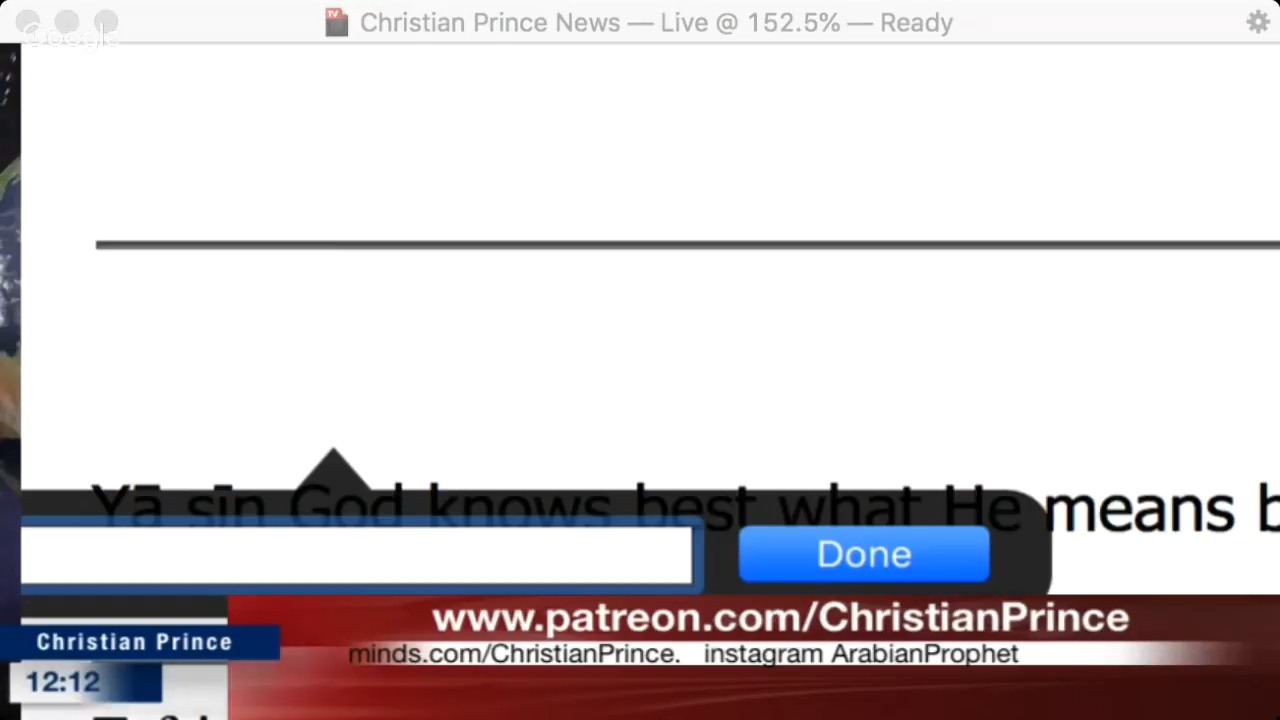 Christian Prince News — Live @ 152.5% — Ready
Google
Yā sīn God knows best what He means b
Done
www.patreon.com/ChristianPrince
Christian Prince
minds.com/ChristianPrince. instagram ArabianProphet
12:12